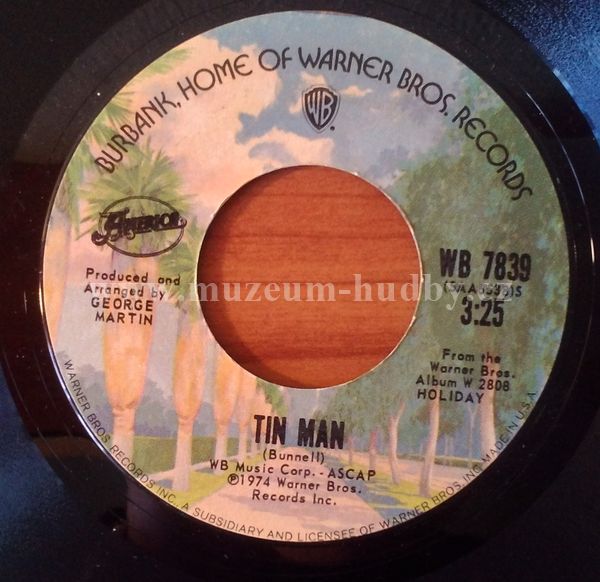 BURBANK, HOME OF WARNER BROS. RECORDS
WB
AMERICA
Produced and
Arranged by
GEORGE
MARTIN
WB 7839
3:25
From the
Warner Bros.
Album W 2808
HOLIDAY
muzeum-hudby.cz
TIN MAN
(Bunnell)
WB Music Corp. - ASCAP
℗1974 Warner Bros.
Records Inc.
WARNER BROS. RECORDS INC., A SUBSIDIARY AND LICENSEE OF WARNER BROS. INC. MADE IN U.S.A.